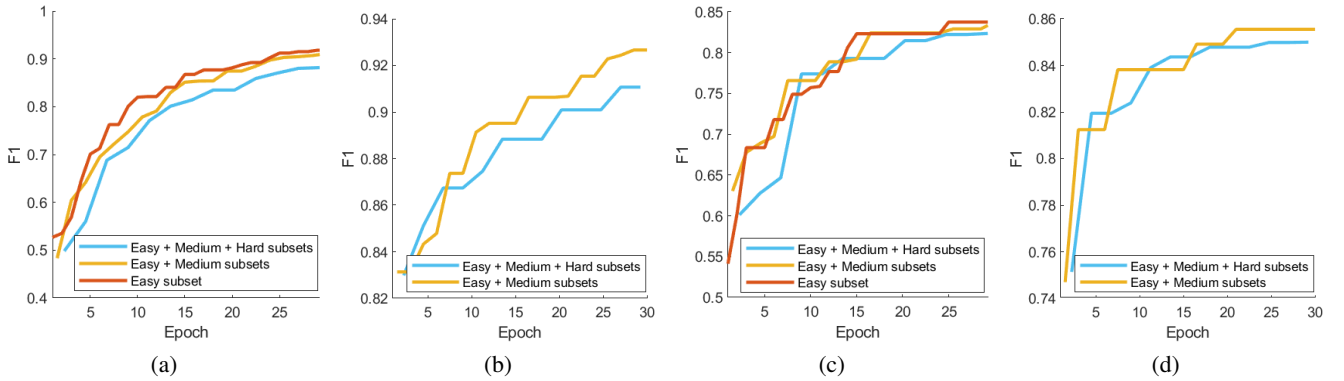 1
0.9
0.8
0.7
0.6
0.5
0.4
F1
5 10 15 20 25
Epoch
Easy + Medium + Hard subsets
Easy + Medium subsets
Easy subset
(a)
0.94
0.92
0.9
0.88
0.86
0.84
0.82
F1
5 10 15 20 25 30
Epoch
Easy + Medium + Hard subsets
Easy + Medium subsets
(b)
0.85
0.8
0.75
0.7
0.65
0.6
0.55
0.5
F1
5 10 15 20 25
Epoch
Easy + Medium + Hard subsets
Easy + Medium subsets
Easy subset
(c)
0.86
0.84
0.82
0.8
0.78
0.76
0.74
F1
5 10 15 20 25 30
Epoch
Easy + Medium + Hard subsets
Easy + Medium subsets
(d)